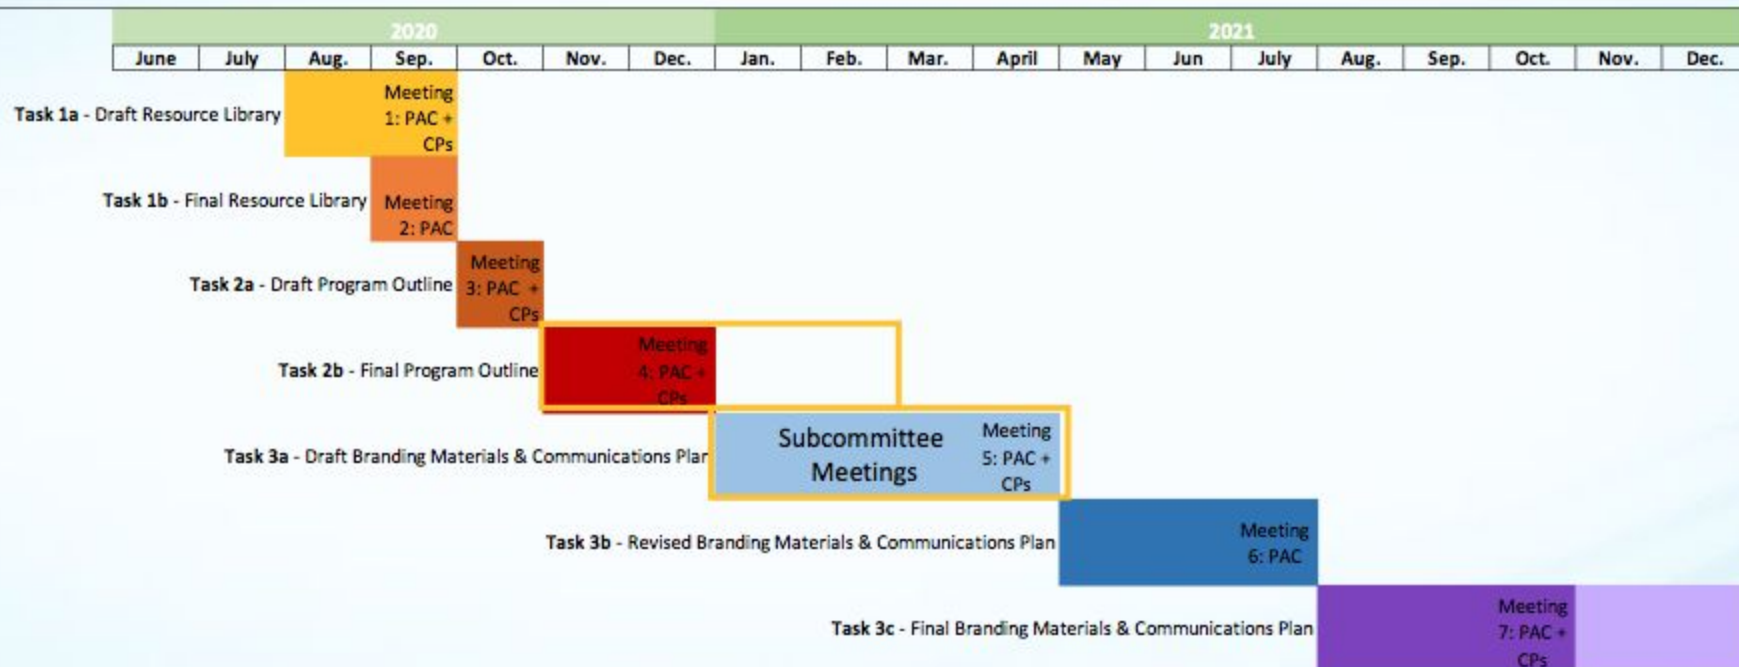 2020 2021
June July Aug. Sep. Oct. Nov. Dec. Jan. Feb. Mar. April May Jun July Aug. Sep. Oct. Nov. Dec.
Task 1a - Draft Resource Library
Meeting
1: PAC +
CPs
Task 1b - Final Resource Library
Meeting
2: PAC
Task 2a - Draft Program Outline
Meeting
3: PAC +
CPs
Task 2b - Final Program Outline
Meeting
4: PAC +
CPs
Task 3a - Draft Branding Materials & Communications Plan
Subcommittee
Meetings
Meeting
5: PAC +
CPs
Task 3b - Revised Branding Materials & Communications Plan
Meeting
6: PAC
Task 3c - Final Branding Materials & Communications Plan
Meeting
7: PAC +
CPs